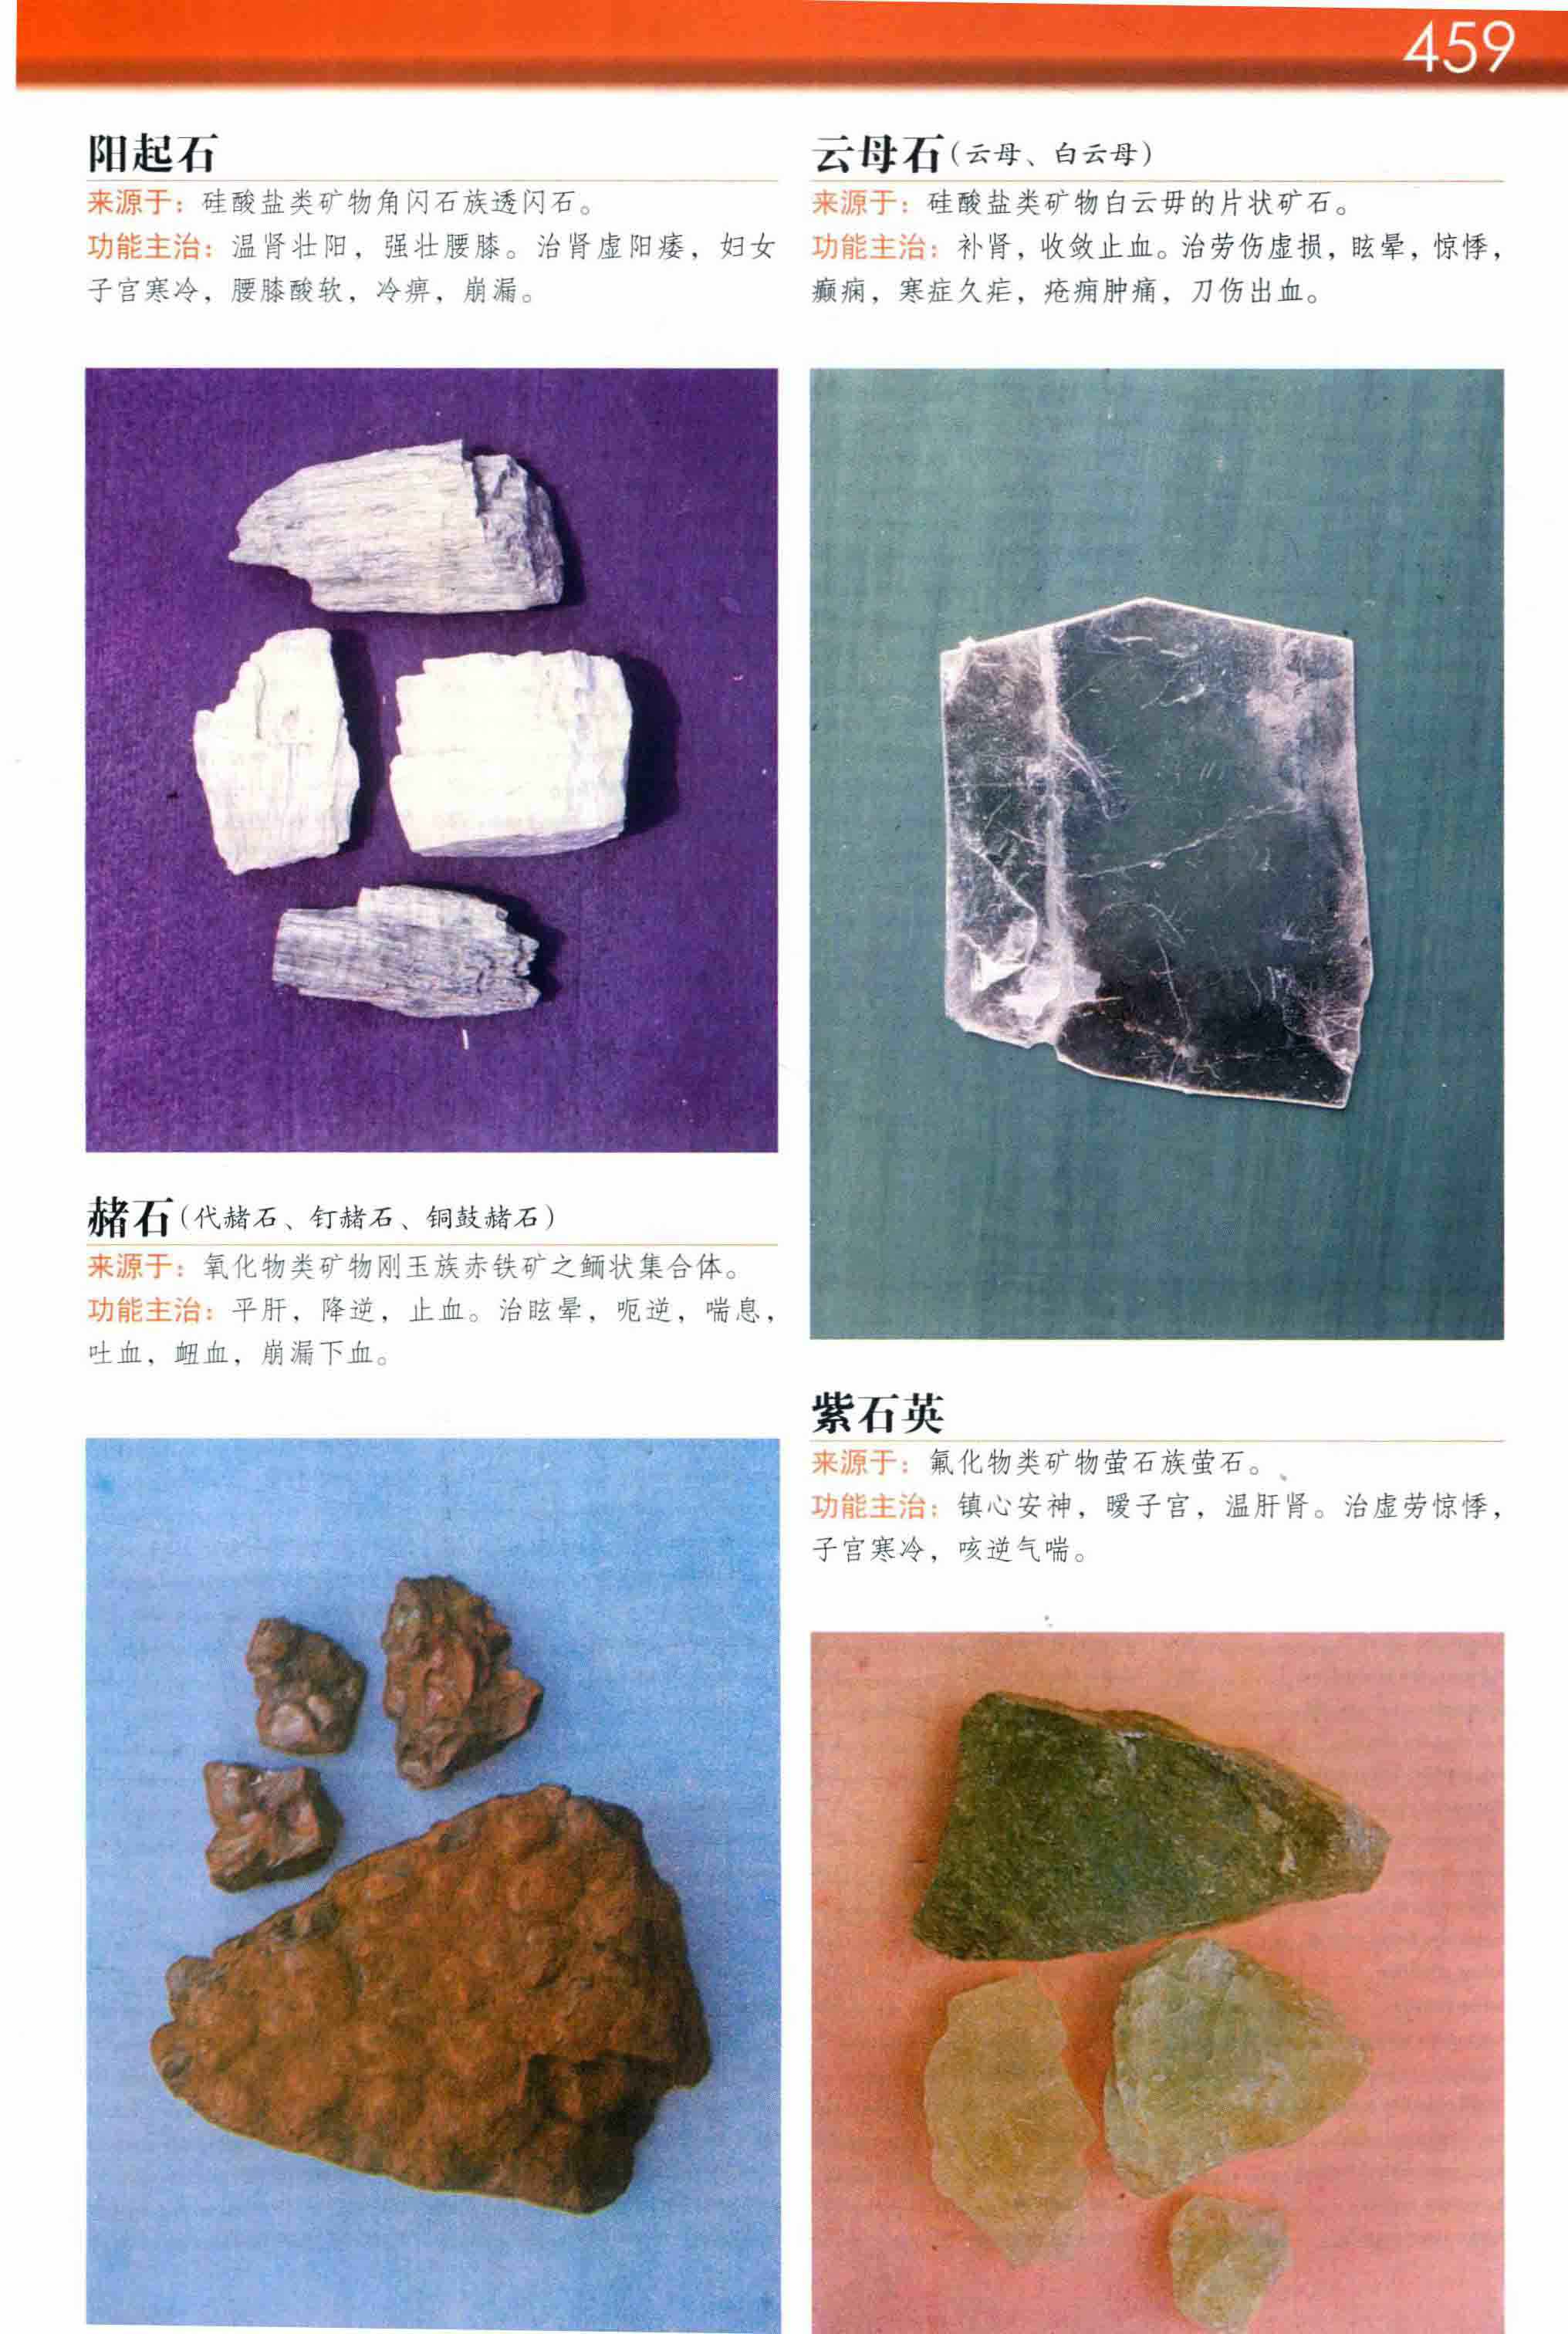 459
阳起石
来源于：硅酸盐类矿物角闪石族透闪石。
功能主治：温肾壮阳，强壮腰膝。治肾虚阳痿，妇女
子宫寒冷，腰膝酸软，冷痹，崩漏。
赭石（代赭石、钉赭石、铜鼓赭石）
来源于：氧化物类矿物刚玉族赤铁矿之鲕状集合体。
功能主治：平肝，降逆，止血。治眩晕，呃逆，喘息，
吐血，衄血，崩漏下血。
云母石（云母、白云母）
来源于：硅酸盐类矿物白云毋的片状矿石。
功能主治：补肾，收敛止血。治劳伤虚损，眩晕，惊悸，
癫痫，寒症久疟，疮痈肿痛，刀伤出血。
紫石英
来源于：氟化物类矿物萤石族萤石。
功能主治：镇心安神，暖子宫，温肝肾。治虚劳惊悸，
子宫寒冷，咳逆气喘。